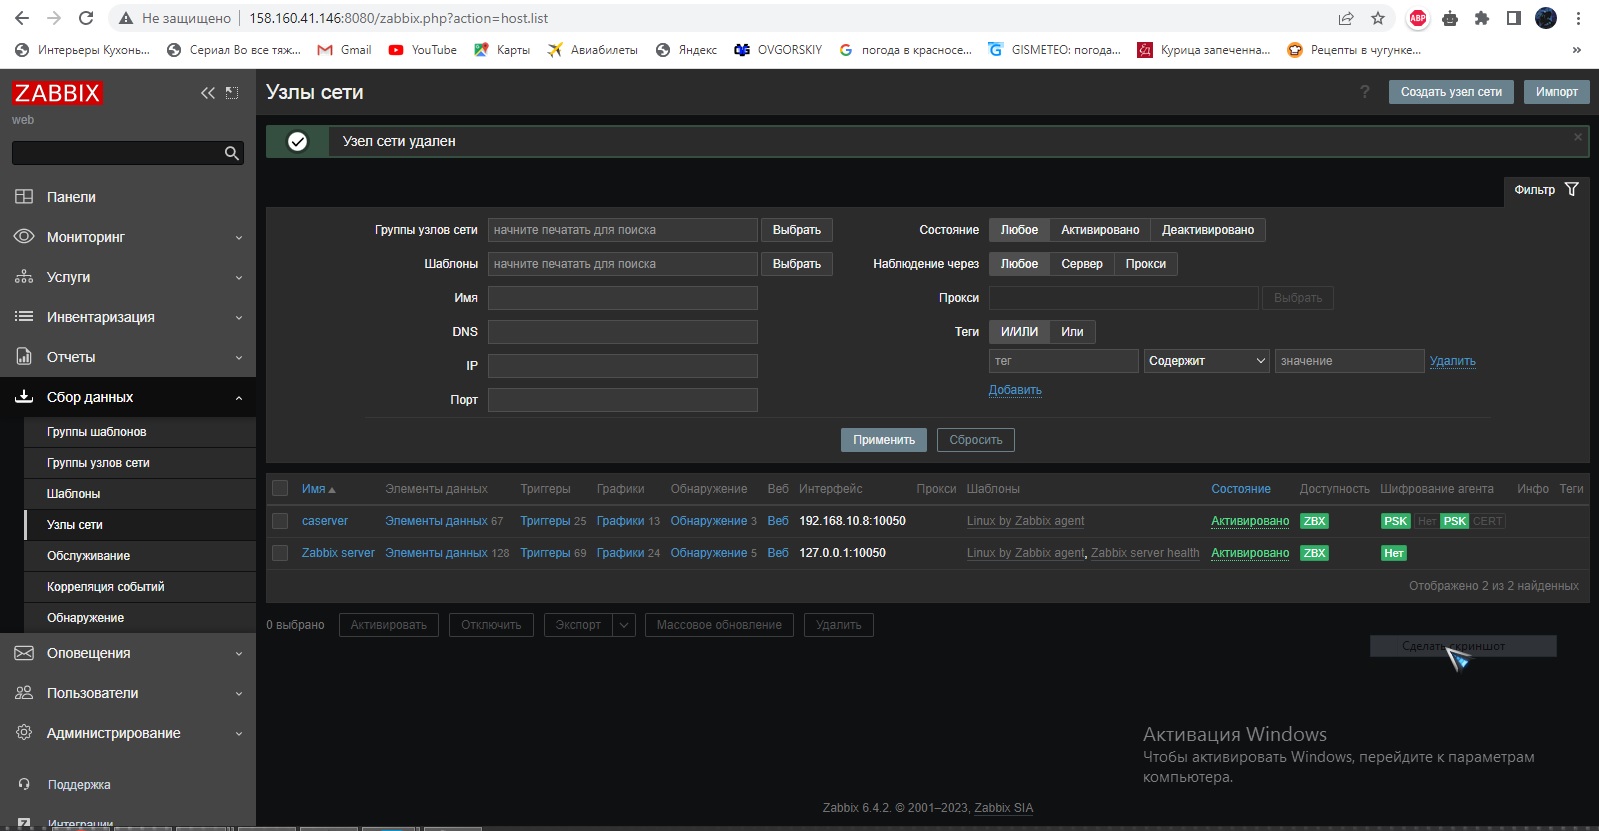 Не защищено 158.160.41.146:8080/zabbix.php?action=host.list
ABP
Интерьеры Кухонь... Сериал Во все тяж... Gmail YouTube Карты Авиабилеты Яндекс OVGORSKIY погода в красносе... GISMETEO: погода... Курица запеченна... Рецепты в чугунке... »
ZABBIX
web
Панели
Мониторинг
Услуги
Инвентаризация
Отчеты
Сбор данных
Группы шаблонов
Группы узлов сети
Шаблоны
Узлы сети
Обслуживание
Корреляция событий
Обнаружение
Оповещения
Пользователи
Администрирование
Поддержка
Интеграции
Узлы сети
? Создать узел сети Импорт
Узел сети удален
Фильтр
Группы узлов сети начните печатать для поиска Выбрать
Шаблоны начните печатать для поиска Выбрать
Имя
DNS
IP
Порт
Состояние Любое Активировано Деактивировано
Наблюдение через Любое Сервер Прокси
Прокси Выбрать
Теги И/ИЛИ Или
тег Содержит значение Удалить
Добавить
Применить Сбросить
Имя Элементы данных Триггеры Графики Обнаружение Веб Интерфейс Прокси Шаблоны Состояние Доступность Шифрование агента Инфо Теги
caserver Элементы данных 67 Триггеры 25 Графики 13 Обнаружение 3 Веб 192.168.10.8:10050 Linux by Zabbix agent Активировано ZBX PSK Нет PSK CERT
Zabbix server Элементы данных 128 Триггеры 69 Графики 24 Обнаружение 5 Веб 127.0.0.1:10050 Linux by Zabbix agent, Zabbix server health Активировано ZBX Нет
Отображено 2 из 2 найденных
0 выбрано Активировать Отключить Экспорт Массовое обновление Удалить
Сделать скриншот
Активация Windows
Чтобы активировать Windows, перейдите к параметрам
компьютера.
Zabbix 6.4.2. © 2001–2023, Zabbix SIA